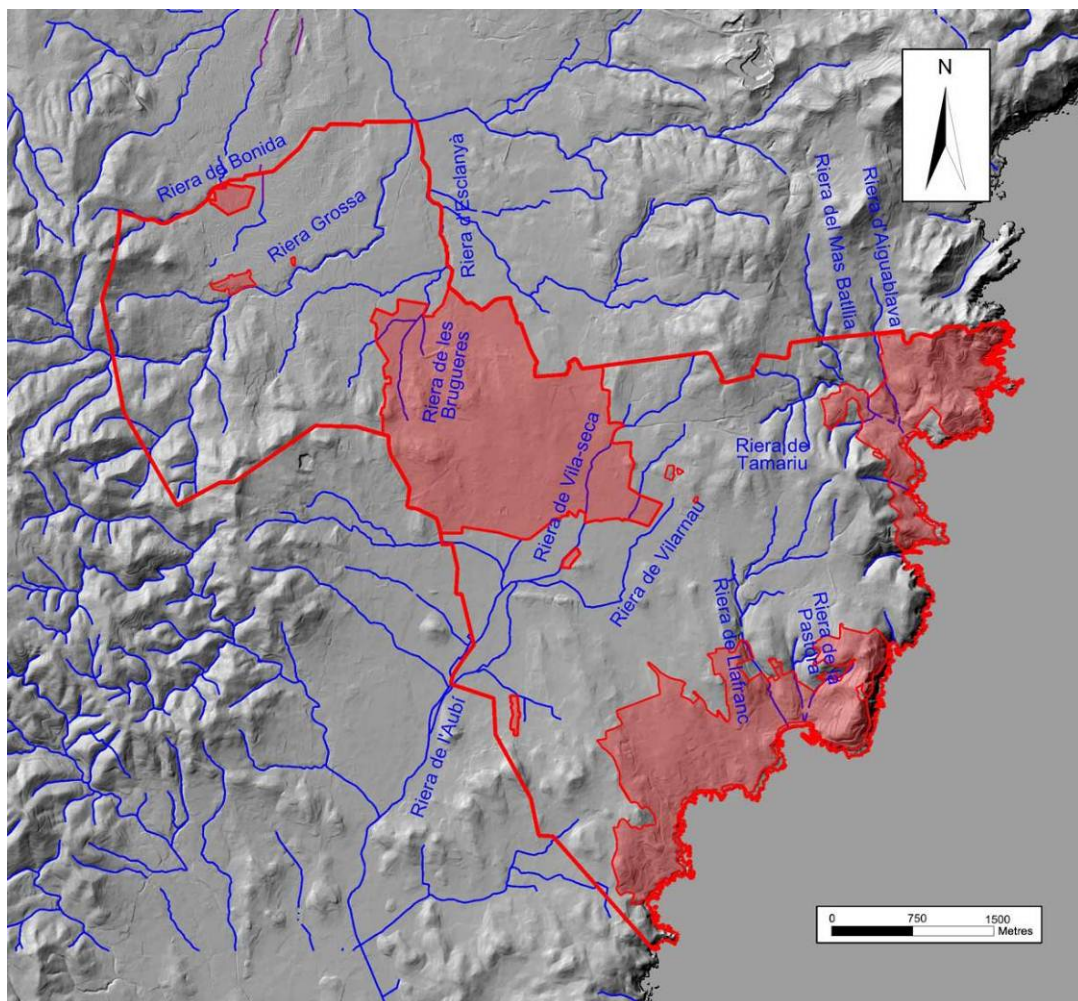 N
Riera de Bonida
Riera Grossa
Riera d'Esclanyà
Riera del Mas Batllia
Riera d'Aiguablava
Riera de les
Brugueres
Riera de Vila-seca
Riera de
Tamariu
Riera de Vilarnau
Riera de Llafranc
Riera de la
Pastora
Riera de l'Aubí
0 750 1500
Metres